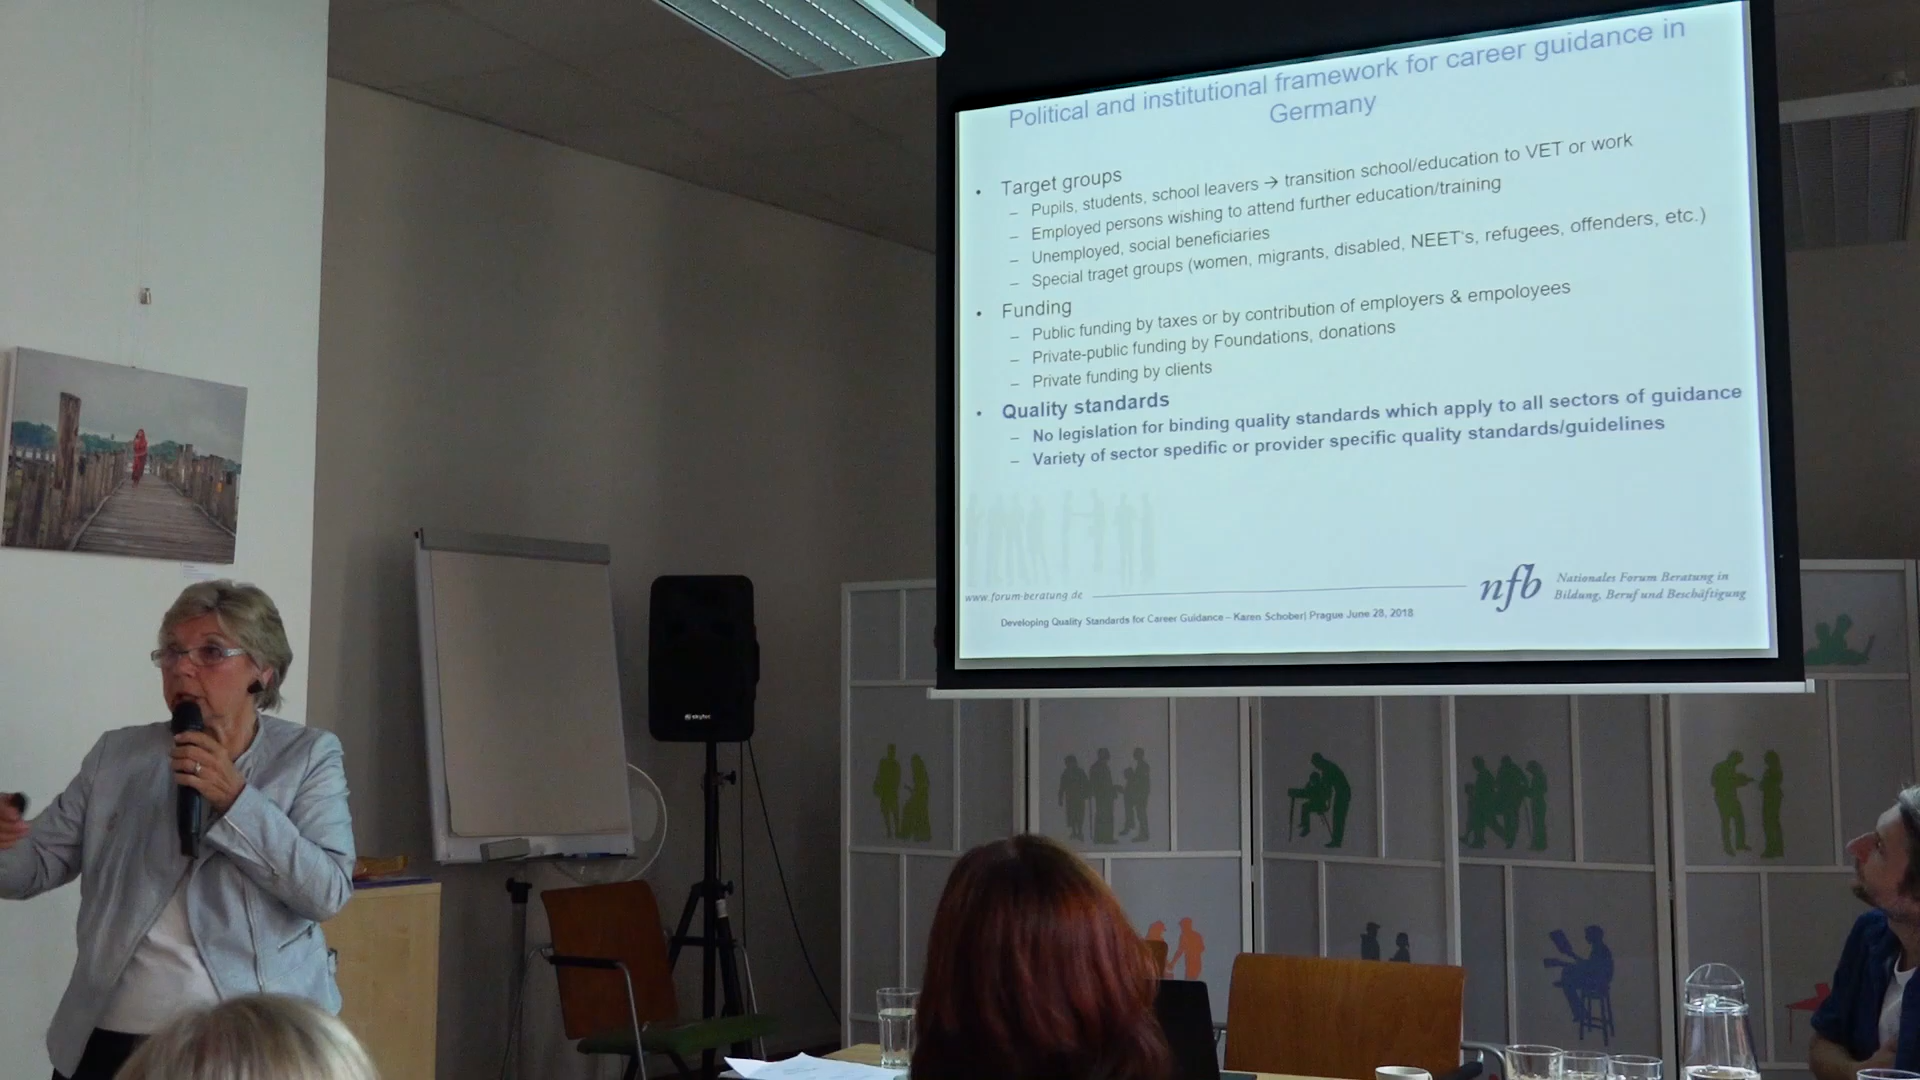 Political and institutional framework for career guidance in
Germany
• Target groups
– Pupils, students, school leavers → transition school/education to VET or work
– Employed persons wishing to attend further education/training
– Unemployed, social beneficiaries
– Special traget groups (women, migrants, disabled, NEET's, refugees, offenders, etc.)
• Funding
– Public funding by taxes or by contribution of employers & empoloyees
– Private-public funding by Foundations, donations
– Private funding by clients
• Quality standards
– No legislation for binding quality standards which apply to all sectors of guidance
– Variety of sector spedific or provider specific quality standards/guidelines
www.forum-beratung.de
nfb Nationales Forum Beratung in
Bildung, Beruf und Beschäftigung
Developing Quality Standards for Career Guidance – Karen Schober| Prague June 28, 2018
skytec